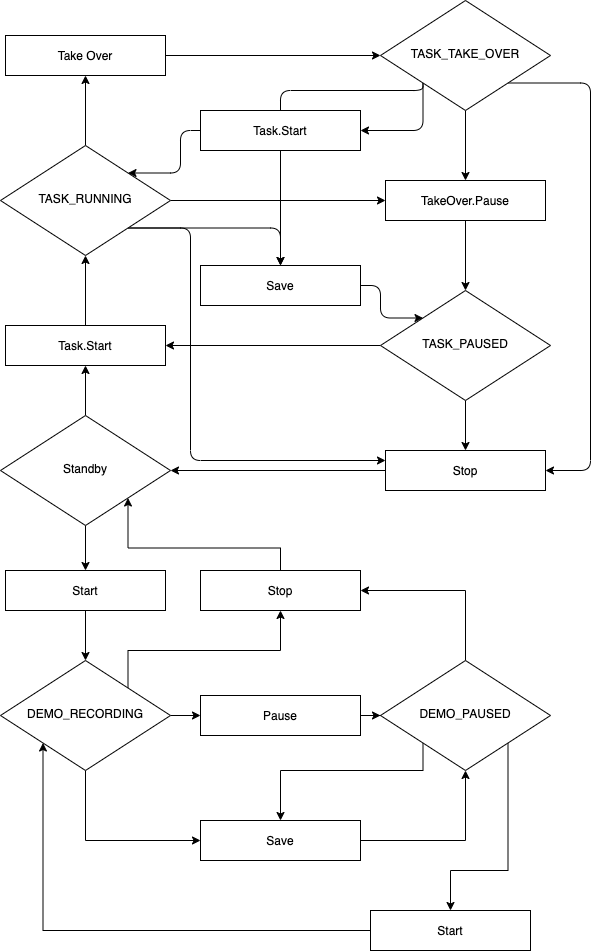 Take Over
TASK_TAKE_OVER
Task.Start
TASK_RUNNING
TakeOver.Pause
Save
Task.Start
TASK_PAUSED
Standby
Stop
Start
Stop
DEMO_RECORDING
Pause
DEMO_PAUSED
Save
Start